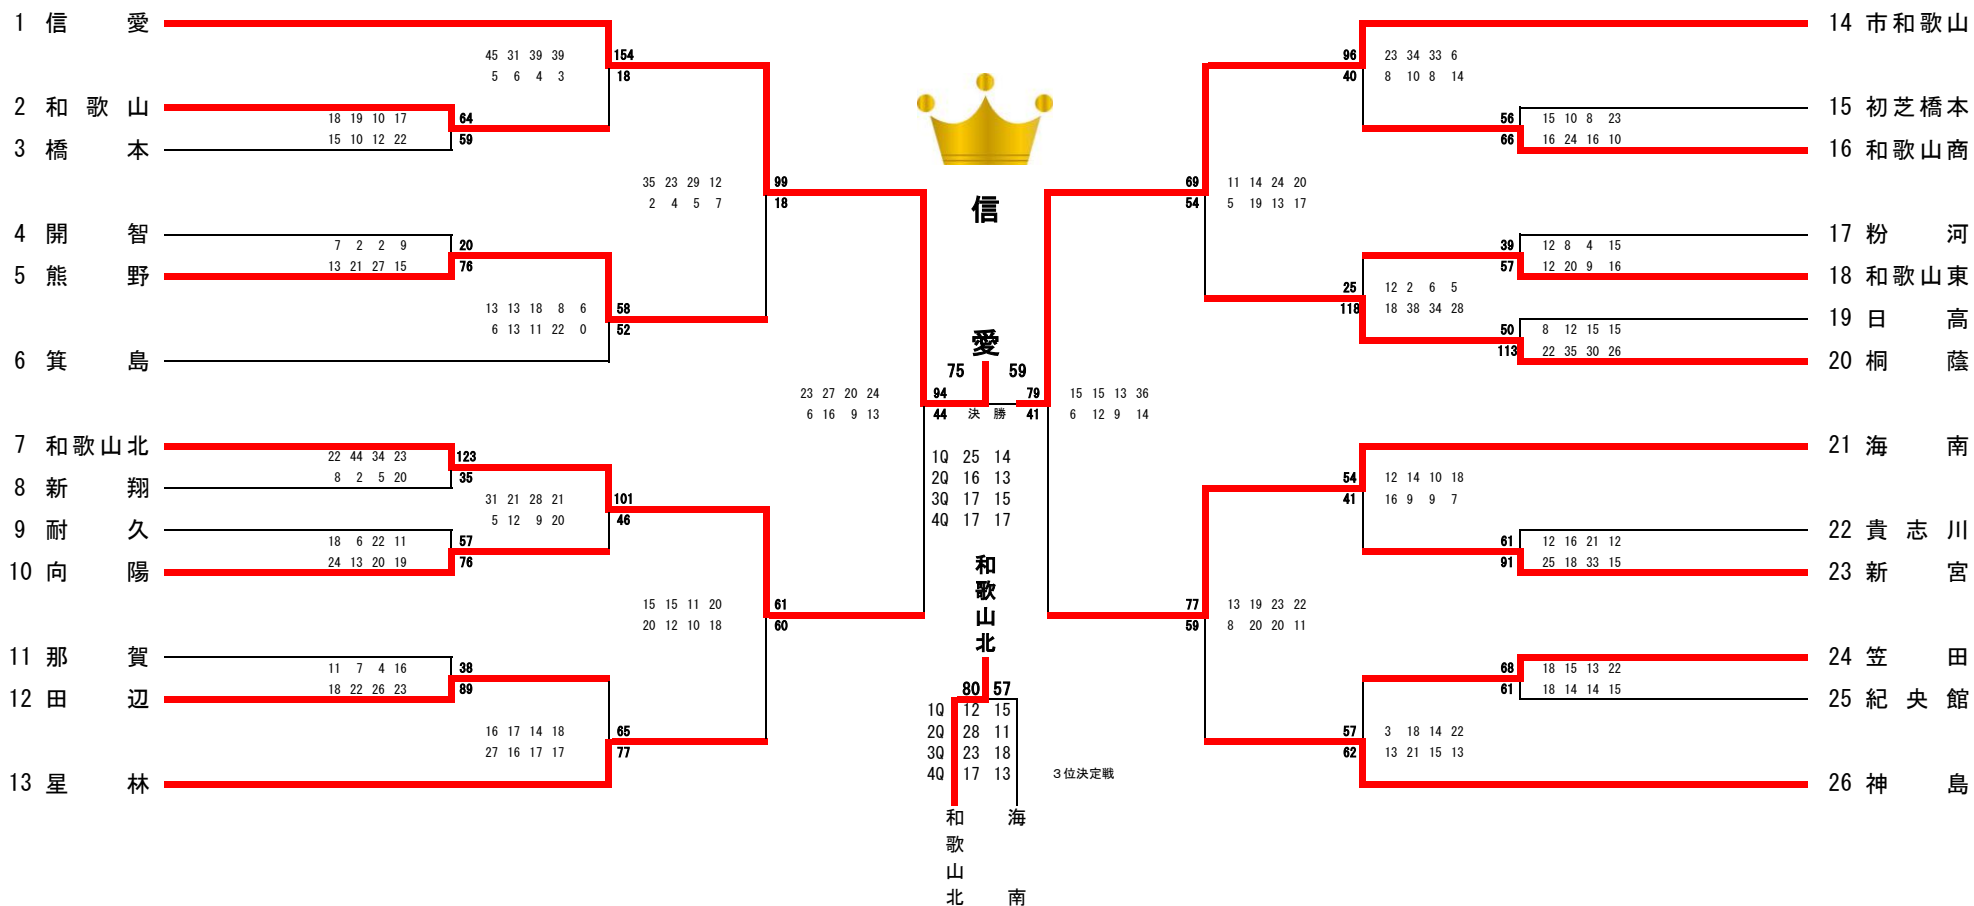 1 信愛
45 31 39 39
5 6 4 3
154
18
2 和歌山
18 19 10 17
15 10 12 22
64
59
3 橋本
35 23 29 12
2 4 5 7
99
18
4 開智
7 2 2 9
13 21 27 15
20
76
5 熊野
13 13 18 8 6
6 13 11 22 0
58
52
6 箕島
23 27 20 24
6 16 9 13
94
44
7 和歌山北
22 44 34 23
8 2 5 20
123
35
8 新翔
31 21 28 21
5 12 9 20
101
46
9 耐久
18 6 22 11
24 13 20 19
57
76
10 向陽
15 15 11 20
20 12 10 18
61
60
11 那賀
11 7 4 16
18 22 26 23
38
89
12 田辺
16 17 14 18
27 16 17 17
65
77
13 星林
信愛
75 59
決勝
1Q 25 14
2Q 16 13
3Q 17 15
4Q 17 17
和歌山北
80 57
1Q 12 15
2Q 28 11
3Q 23 18
4Q 17 13
3位決定戦
和歌山北
海南
14 市和歌山
96
40
23 34 33 6
8 10 8 14
15 初芝橋本
56
66
15 10 8 23
16 24 16 10
16 和歌山商
69
54
11 14 24 20
5 19 13 17
17 粉河
39
57
12 8 4 15
12 20 9 16
18 和歌山東
25
118
12 2 6 5
18 38 34 28
19 日高
50
113
8 12 15 15
22 35 30 26
20 桐蔭
79
41
15 15 13 36
6 12 9 14
21 海南
54
41
12 14 10 18
16 9 9 7
22 貴志川
61
91
12 16 21 12
25 18 33 15
23 新宮
77
59
13 19 23 22
8 20 20 11
24 笠田
68
61
18 15 13 22
18 14 14 15
25 紀央館
57
62
3 18 14 22
13 21 15 13
26 神島